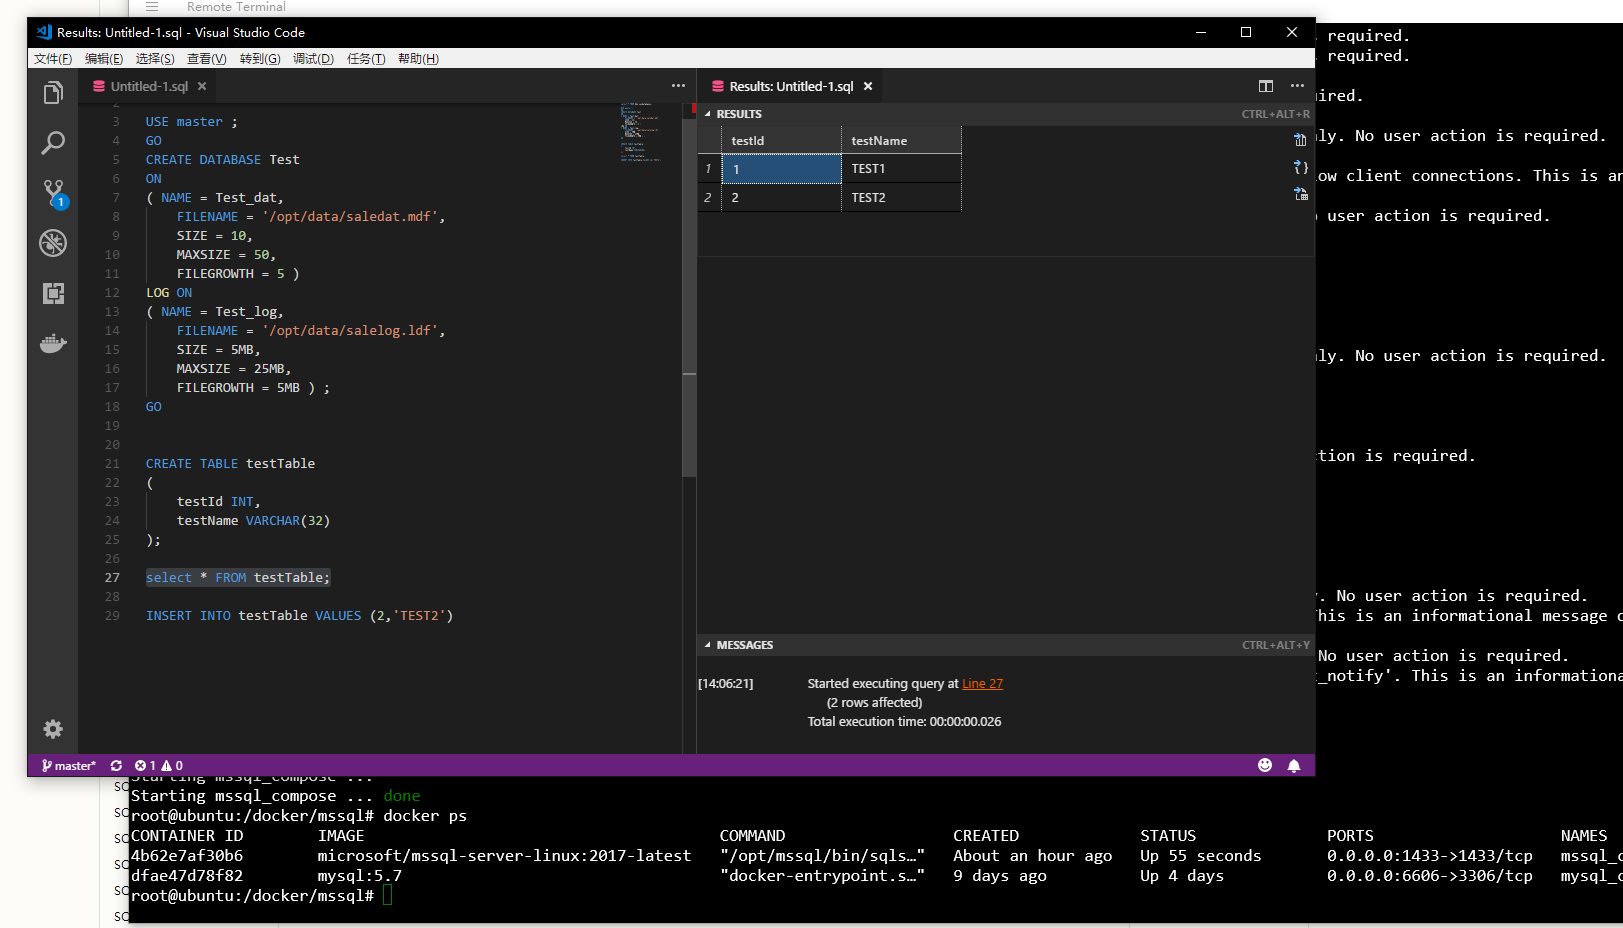 Remote Terminal
Results: Untitled-1.sql - Visual Studio Code
文件(F) 编辑(E) 选择(S) 查看(V) 转到(G) 调试(D) 任务(T) 帮助(H)
Untitled-1.sql
2
3 USE master ;
4 GO
5 CREATE DATABASE Test
6 ON
7 ( NAME = Test_dat,
8 FILENAME = '/opt/data/saledat.mdf',
9 SIZE = 10,
10 MAXSIZE = 50,
11 FILEGROWTH = 5 )
12 LOG ON
13 ( NAME = Test_log,
14 FILENAME = '/opt/data/salelog.ldf',
15 SIZE = 5MB,
16 MAXSIZE = 25MB,
17 FILEGROWTH = 5MB ) ;
18 GO
19
20
21 CREATE TABLE testTable
22 (
23 testId INT,
24 testName VARCHAR(32)
25 );
26
27 select * FROM testTable;
28
29 INSERT INTO testTable VALUES (2,'TEST2')
1
Results: Untitled-1.sql
RESULTS CTRL+ALT+R
testId testName
1 1 TEST1
2 2 TEST2
MESSAGES CTRL+ALT+Y
[14:06:21] Started executing query at Line 27
(2 rows affected)
Total execution time: 00:00:00.026
master* 1 0
required.
required.
ired.
ly. No user action is required.
ow client connections. This is an
user action is required.
ly. No user action is required.
tion is required.
. No user action is required.
his is an informational message
No user action is required.
_notify'. This is an informationa
Starting mssql_compose ...
Starting mssql_compose ... done
root@ubuntu:/docker/mssql# docker ps
CONTAINER ID IMAGE COMMAND CREATED STATUS PORTS NAMES
4b62e7af30b6 microsoft/mssql-server-linux:2017-latest "/opt/mssql/bin/sqls…" About an hour ago Up 55 seconds 0.0.0.0:1433->1433/tcp mssql_c
dfae47d78f82 mysql:5.7 "docker-entrypoint.s…" 9 days ago Up 4 days 0.0.0.0:6606->3306/tcp mysql_c
root@ubuntu:/docker/mssql#